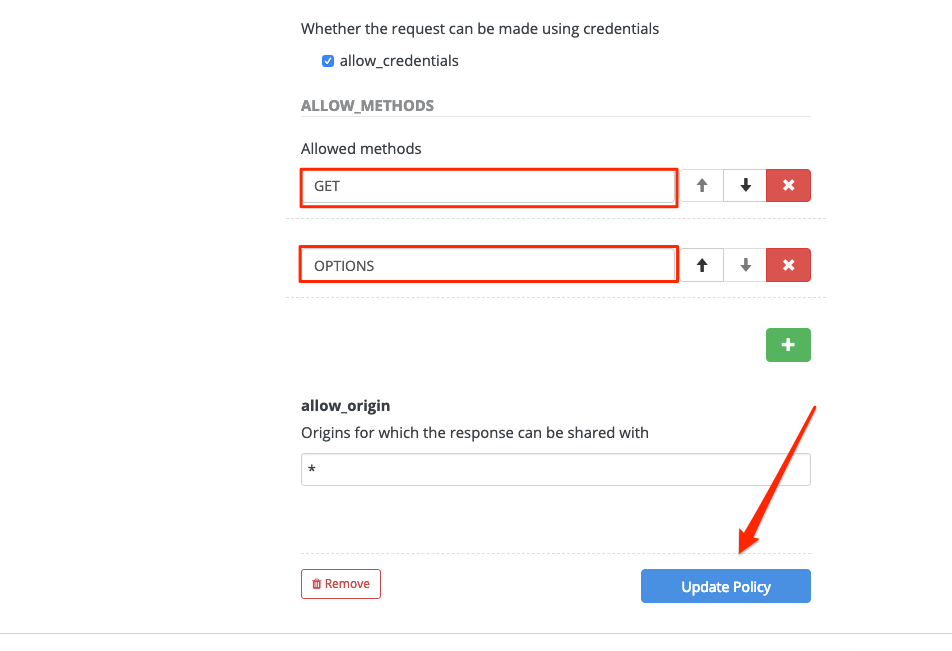 Whether the request can be made using credentials
allow_credentials
ALLOW_METHODS
Allowed methods
GET
OPTIONS
allow_origin
Origins for which the response can be shared with
*
Remove
Update Policy